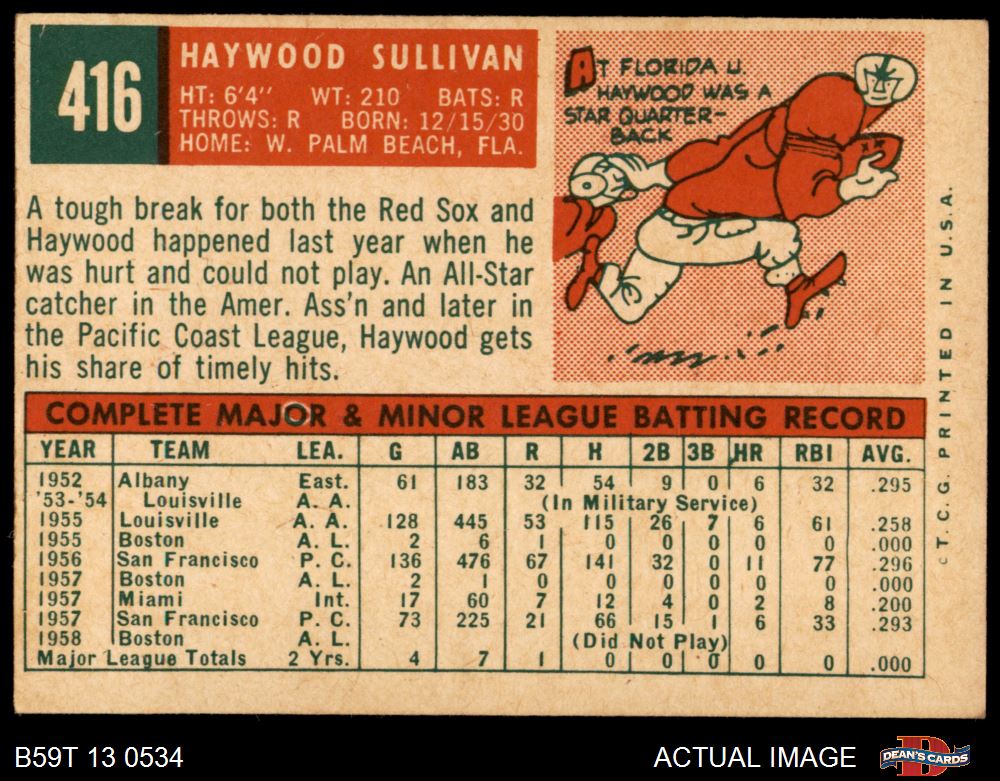 416
HAYWOOD SULLIVAN
HT: 6'4" WT: 210 BATS: R
THROWS: R BORN: 12/15/30
HOME: W. PALM BEACH, FLA.
AT FLORIDA U.
HAYWOOD WAS A
STAR QUARTER-
BACK
A tough break for both the Red Sox and
Haywood happened last year when he
was hurt and could not play. An All-Star
catcher in the Amer. Ass'n and later in
the Pacific Coast League, Haywood gets
his share of timely hits.
COMPLETE MAJOR & MINOR LEAGUE BATTING RECORD
YEAR TEAM LEA. G AB R H 2B 3B HR RBI AVG.
1952 Albany East. 61 183 32 54 9 0 6 32 .295
'53-'54 Louisville A. A. (In Military Service)
1955 Louisville A. A. 128 445 53 115 26 7 6 61 .258
1955 Boston A. L. 2 6 1 0 0 0 0 0 .000
1956 San Francisco P. C. 136 476 67 141 32 0 11 77 .296
1957 Boston A. L. 2 1 0 0 0 0 0 0 .000
1957 Miami Int. 17 60 7 12 4 0 2 8 .200
1957 San Francisco P. C. 73 225 21 66 15 1 6 33 .293
1958 Boston A. L. (Did Not Play)
Major League Totals 2 Yrs. 4 7 1 0 0 0 0 0 .000
© T. C. G. PRINTED IN U. S. A.
B59T 13 0534
ACTUAL IMAGE
DEAN'S CARDS